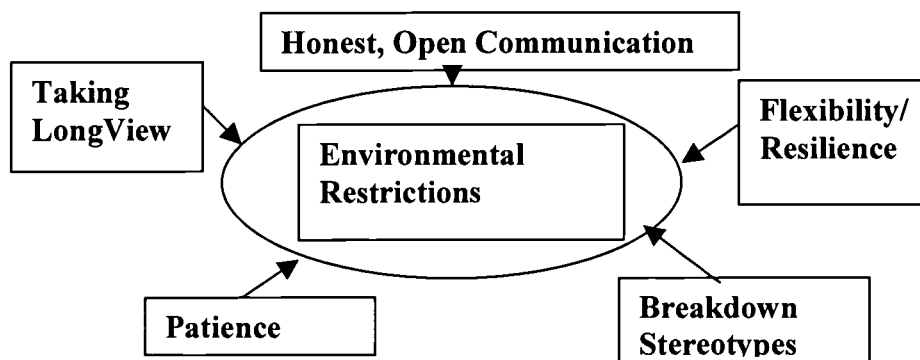 Honest, Open Communication
Taking
LongView
Flexibility/
Resilience
Environmental
Restrictions
Patience
Breakdown
Stereotypes